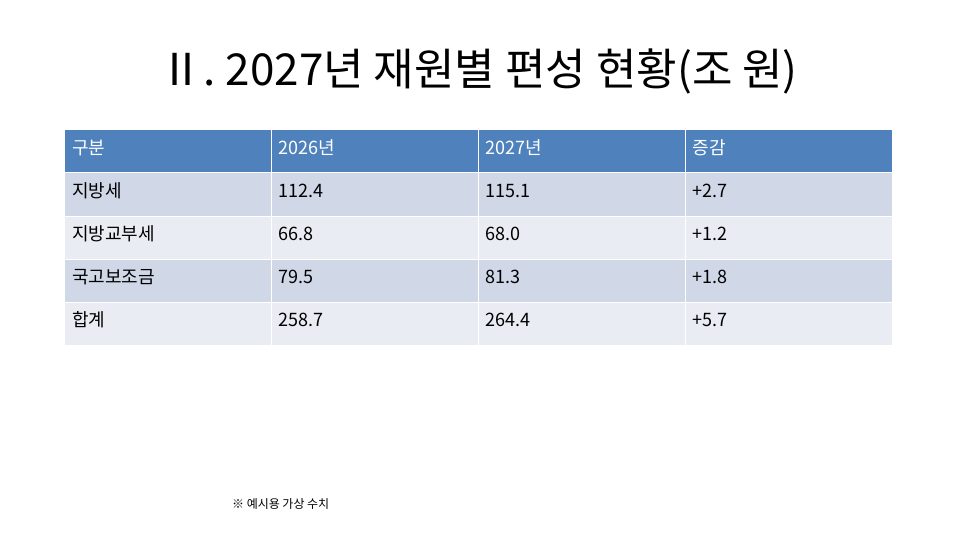 Ⅱ. 2027년 재원별 편성 현황(조 원)
구분 2026년 2027년 증감
지방세 112.4 115.1 +2.7
지방교부세 66.8 68.0 +1.2
국고보조금 79.5 81.3 +1.8
합계 258.7 264.4 +5.7
※ 예시용 가상 수치